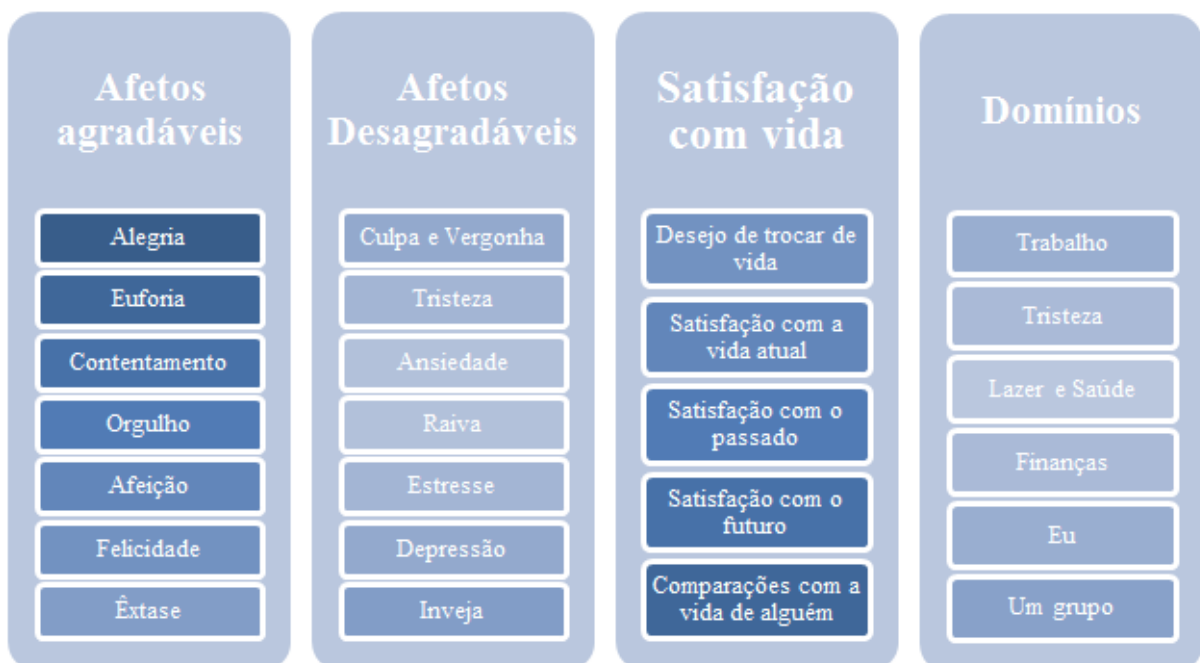 Afetos
agradáveis
Alegria
Euforia
Contentamento
Orgulho
Afeição
Felicidade
Êxtase
Afetos
Desagradáveis
Culpa e Vergonha
Tristeza
Ansiedade
Raiva
Estresse
Depressão
Inveja
Satisfação
com vida
Desejo de trocar de
vida
Satisfação com a
vida atual
Satisfação com o
passado
Satisfação com o
futuro
Comparações com a
vida de alguém
Domínios
Trabalho
Tristeza
Lazer e Saúde
Finanças
Eu
Um grupo